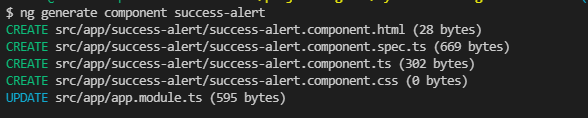 $ ng generate component success-alert
CREATE src/app/success-alert/success-alert.component.html (28 bytes)
CREATE src/app/success-alert/success-alert.component.spec.ts (669 bytes)
CREATE src/app/success-alert/success-alert.component.ts (302 bytes)
CREATE src/app/success-alert/success-alert.component.css (0 bytes)
UPDATE src/app/app.module.ts (595 bytes)